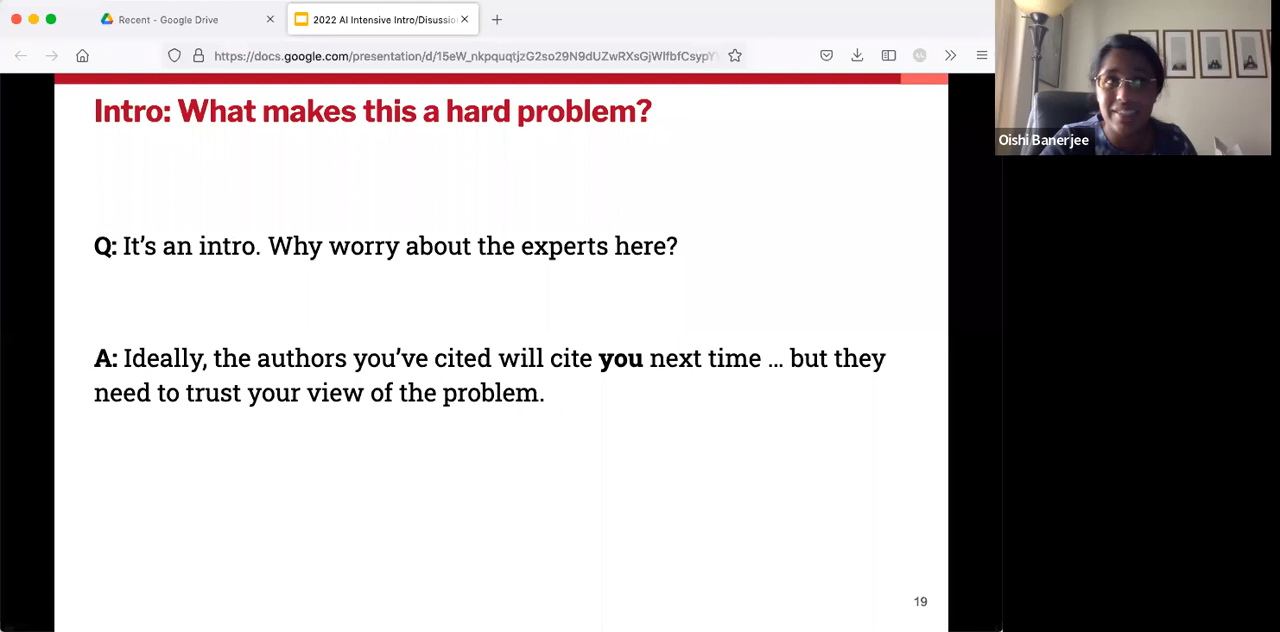 Recent - Google Drive
2022 AI Intensive Intro/Disussio
https://docs.google.com/presentation/d/15eW_nkpquqtjzG2so29N9dUZwRXsGjWlfbfCsypY
Intro: What makes this a hard problem?
Oishi Banerjee
Q: It's an intro. Why worry about the experts here?
A: Ideally, the authors you've cited will cite you next time ... but they
need to trust your view of the problem.
19